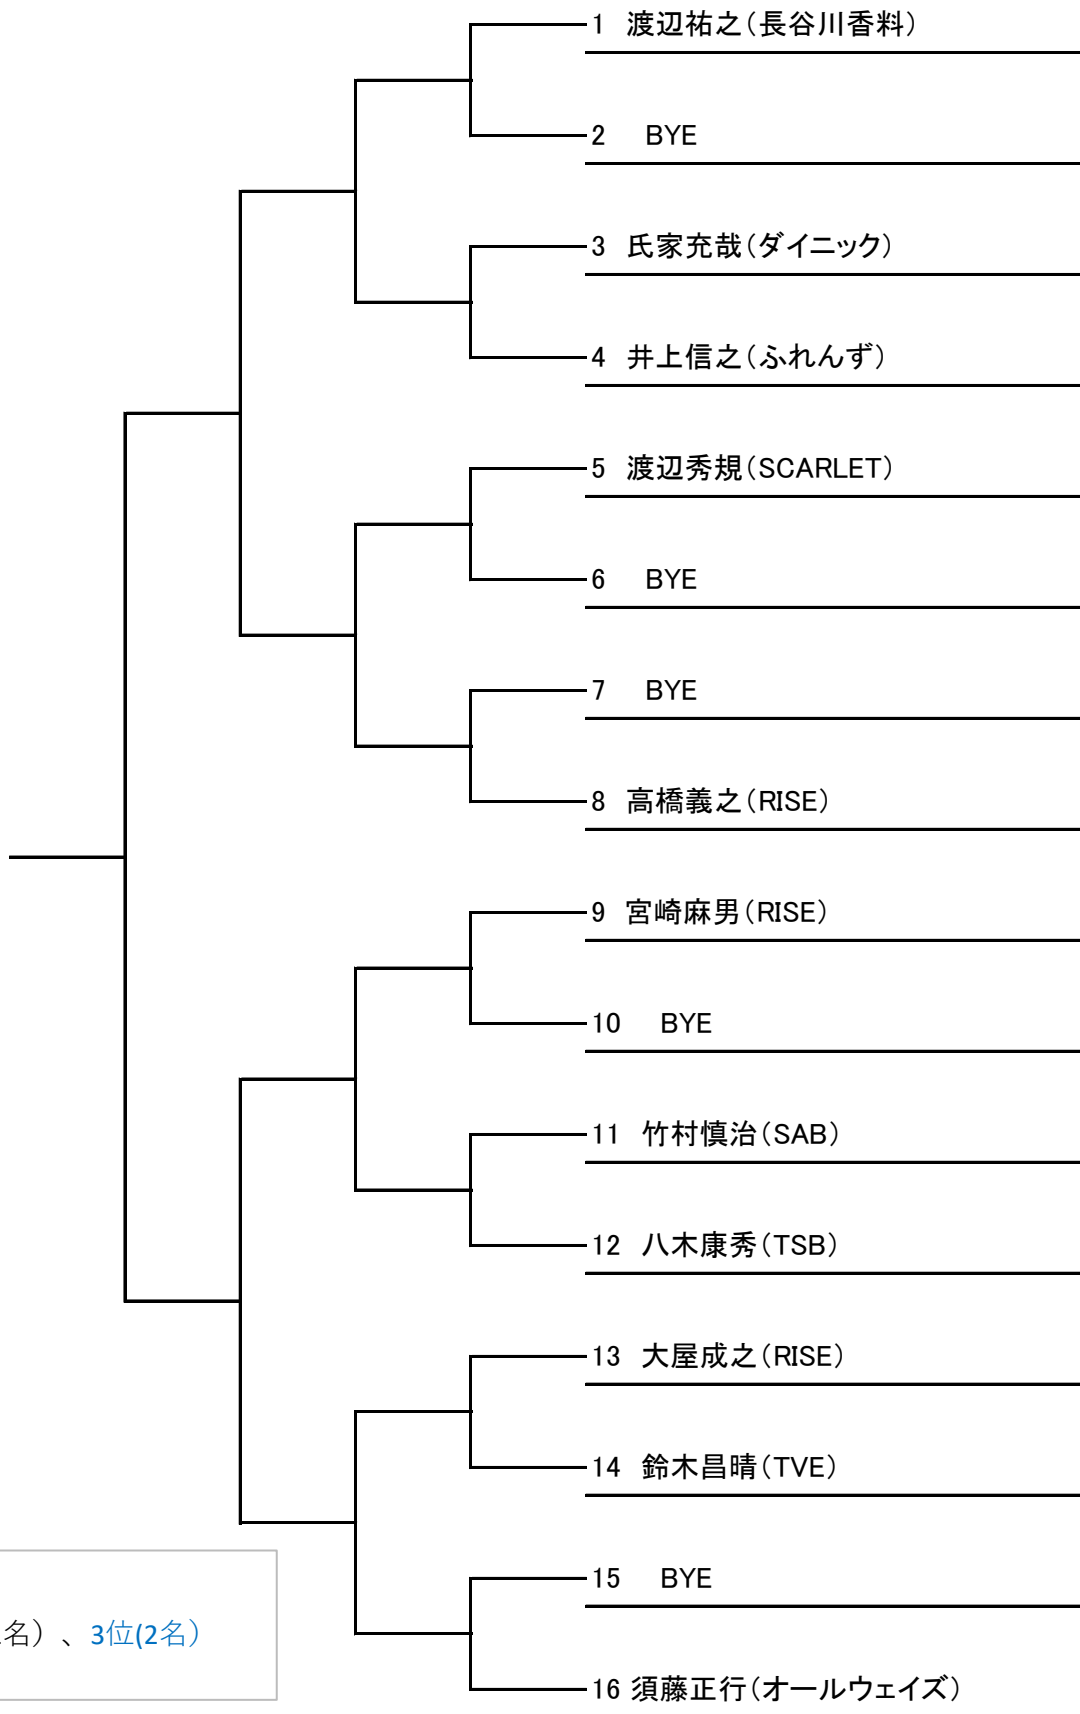 1 渡辺祐之(長谷川香料)
2 BYE
3 氏家充哉(ダイニック)
4 井上信之(ふれんず)
5 渡辺秀規(SCARLET)
6 BYE
7 BYE
8 高橋義之(RISE)
9 宮崎麻男(RISE)
10 BYE
11 竹村慎治(SAB)
12 八木康秀(TSB)
13 大屋成之(RISE)
14 鈴木昌晴(TVE)
15 BYE
16 須藤正行(オールウェイズ)
名）、3位(2名）